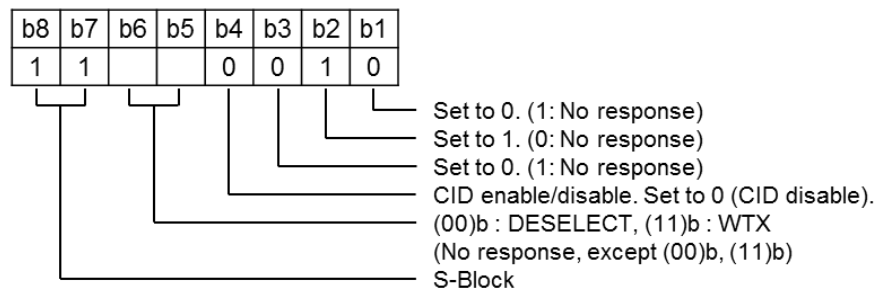 b8 b7 b6 b5 b4 b3 b2 b1
1 1 0 0 1 0
Set to 0. (1: No response)
Set to 1. (0: No response)
Set to 0. (1: No response)
CID enable/disable. Set to 0 (CID disable).
(00)b : DESELECT, (11)b : WTX
(No response, except (00)b, (11)b)
S-Block